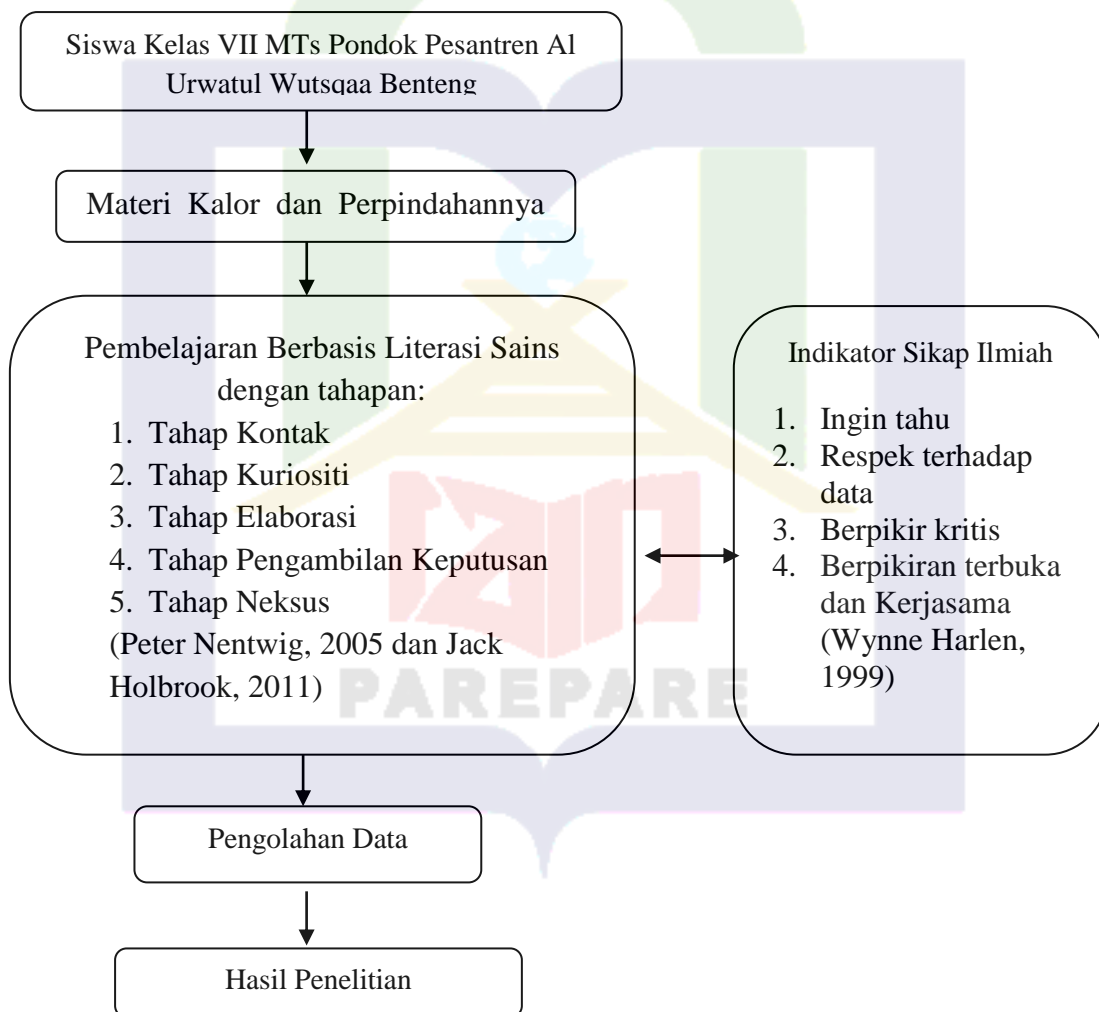 Siswa Kelas VII MTs Pondok Pesantren Al
Urwatul Wutsqaa Benteng
Materi Kalor dan Perpindahannya
Pembelajaran Berbasis Literasi Sains
dengan tahapan:
1. Tahap Kontak
2. Tahap Kuriositi
3. Tahap Elaborasi
4. Tahap Pengambilan Keputusan
5. Tahap Neksus
(Peter Nentwig, 2005 dan Jack
Holbrook, 2011)
Indikator Sikap Ilmiah
1. Ingin tahu
2. Respek terhadap
data
3. Berpikir kritis
4. Berpikiran terbuka
dan Kerjasama
(Wynne Harlen,
1999)
PAREPARE
Pengolahan Data
Hasil Penelitian